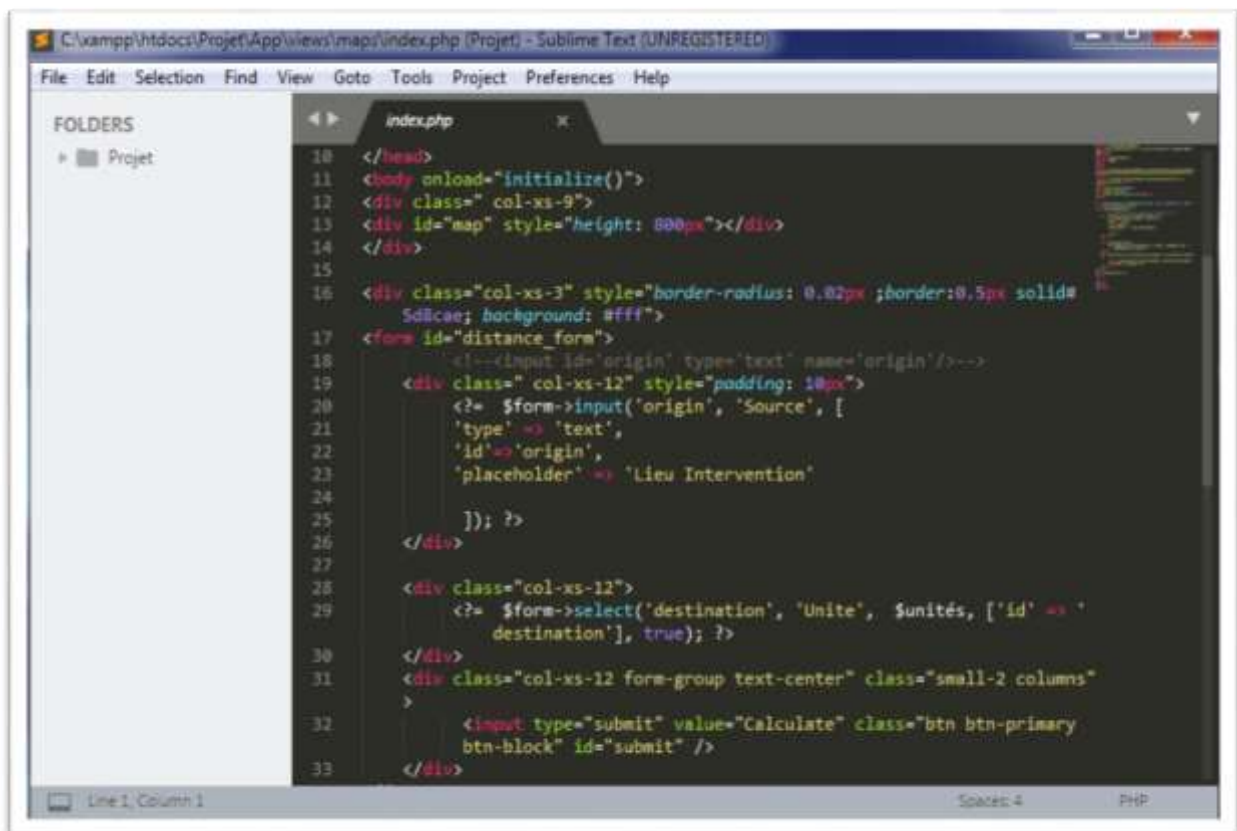 C:\xampp\htdocs\Projet\App\views\maps\index.php (Projet) - Sublime Text (UNREGISTERED)
File Edit Selection Find View Goto Tools Project Preferences Help
FOLDERS
Projet
index.php
10 </head>
11 <body onload="initialize()">
12 <div class=" col-xs-9">
13 <div id="map" style="height: 800px"></div>
14 </div>
15
16 <div class="col-xs-3" style="border-radius: 0.02px ;border:0.5px solid#
5d8cae; background: #fff">
17 <form id="distance_form">
18 <!--<input id='origin' type='text' name='origin'/>-->
19 <div class=" col-xs-12" style="padding: 10px">
20 <?= $form->input('origin', 'Source', [
21 'type' => 'text',
22 'id'=>'origin',
23 'placeholder' => 'Lieu Intervention'
24
25 ]); ?>
26 </div>
27
28 <div class="col-xs-12">
29 <?= $form->select('destination', 'Unite', $unités, ['id' => '
destination'], true); ?>
30 </div>
31 <div class="col-xs-12 form-group text-center" class="small-2 columns"
>
32 <input type="submit" value="Calculate" class="btn btn-primary
btn-block" id="submit" />
33 </div>
Line 1, Column 1
Spaces: 4
PHP